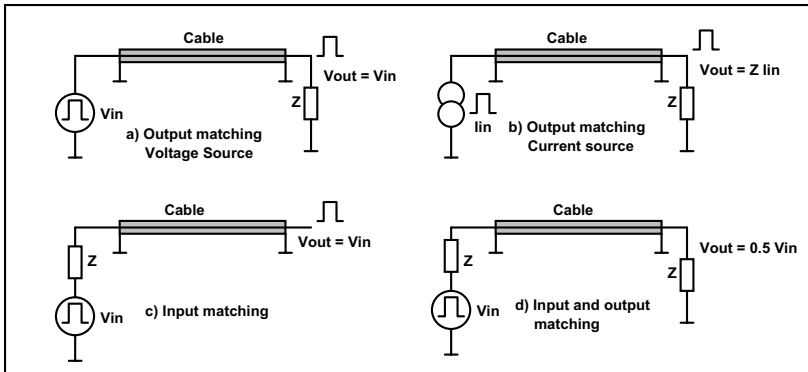 Cable
Vout = Vin
Z
Vin
a) Output matching
Voltage Source
Cable
Vout = Z Iin
Z
Iin
b) Output matching
Current source
Cable
Vout = Vin
Z
Vin
c) Input matching
Cable
Vout = 0.5 Vin
Z
Z
Vin
d) Input and output
matching